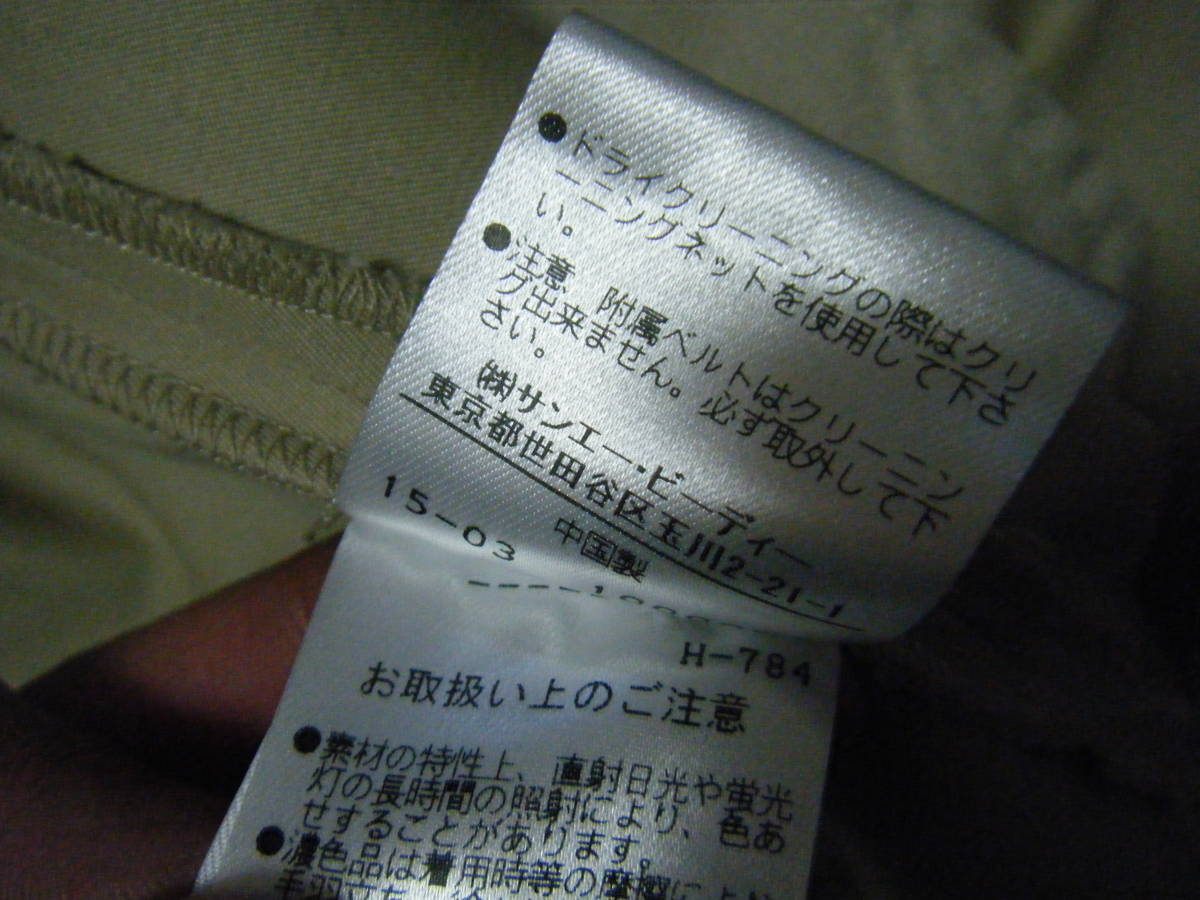 ●ドライクリーニングの際はクリ
ーニングネットを使用して下さ
い。
●注意 附属ベルトはクリーニン
グ出来ません。必ず取外して下
さい。
㈱サンエー・ビーディー
東京都世田谷区玉川2-21-1
中国製
15-03
H-784
お取扱い上のご注意
●素材の特性上、直射日光や蛍光
灯の長時間の照射により、色あ
せすることがあります。
●濃色品は着用時等の摩擦により
毛羽立